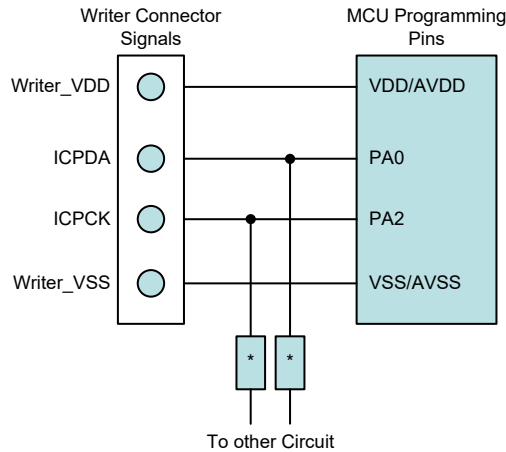 Writer Connector
Signals
MCU Programming
Pins
Writer_VDD
VDD/AVDD
ICPDA
PA0
ICPCK
PA2
Writer_VSS
VSS/AVSS
*
*
To other Circuit